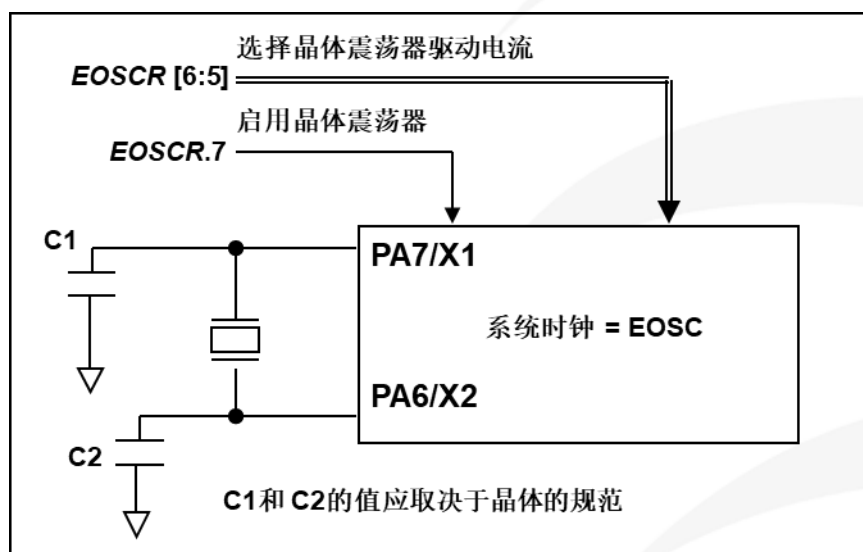 选择晶体震荡器驱动电流
EOSCR [6:5]
启用晶体震荡器
EOSCR.7
C1
PA7/X1
系统时钟 = EOSC
PA6/X2
C2
C1和 C2的值应取决于晶体的规范